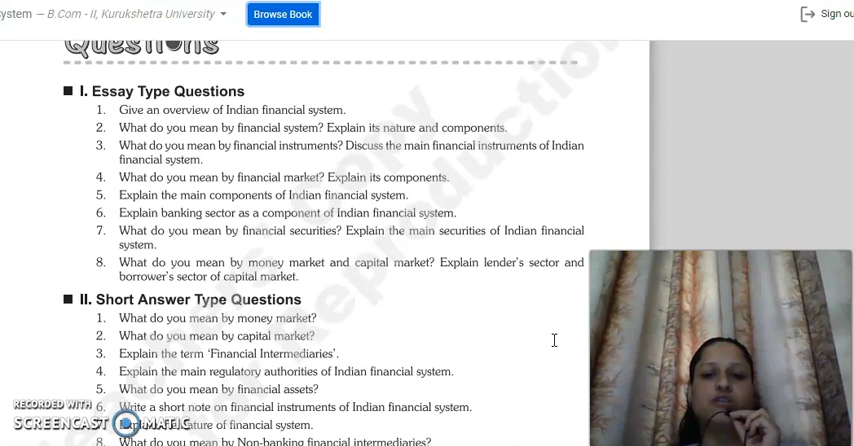 ystem — B.Com - II, Kurukshetra University
Browse Book
Sign ou
Questions
I. Essay Type Questions
1. Give an overview of Indian financial system.
2. What do you mean by financial system? Explain its nature and components.
3. What do you mean by financial instruments? Discuss the main financial instruments of Indian
financial system.
4. What do you mean by financial market? Explain its components.
5. Explain the main components of Indian financial system.
6. Explain banking sector as a component of Indian financial system.
7. What do you mean by financial securities? Explain the main securities of Indian financial
system.
8. What do you mean by money market and capital market? Explain lender's sector and
borrower's sector of capital market.
II. Short Answer Type Questions
1. What do you mean by money market?
2. What do you mean by capital market?
3. Explain the term 'Financial Intermediaries'.
4. Explain the main regulatory authorities of Indian financial system.
5. What do you mean by financial assets?
6. Write a short note on financial instruments of Indian financial system.
7. Explain the nature of financial system.
8. What do you mean by Non-banking financial intermediaries?
RECORDED WITH
SCREENCAST MATIC
Copy
Reproduction